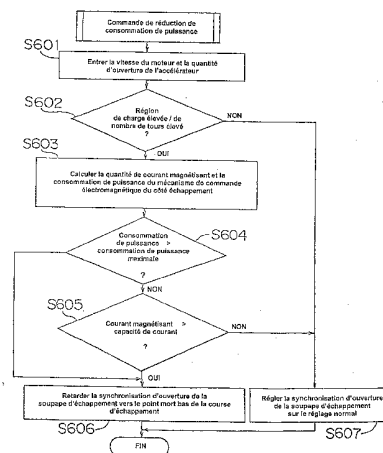 Commande de réduction de
consommation de puissance
S601
Entrer la vitesse du moteur et la quantité
d'ouverture de l'accélérateur
S602
Région
de charge élevée / de
nombre de tours élevé
?
NON
OUI
S603
Calculer la quantité de courant magnétisant et la
consommation de puissance du mécanisme de commande
électromagnétique du côté échappement
S604
Consommation
de puissance >
consommation de puissance
maximale
?
NON
S605
Courant magnétisant >
capacité de courant
?
NON
OUI
Retarder la synchronisation d'ouverture de la
soupape d'échappement vers le point mort bas de la course
d'échappement
S606
Régler la synchronisation d'ouverture
de la soupape d'échappement
sur le réglage normal
S607
FIN